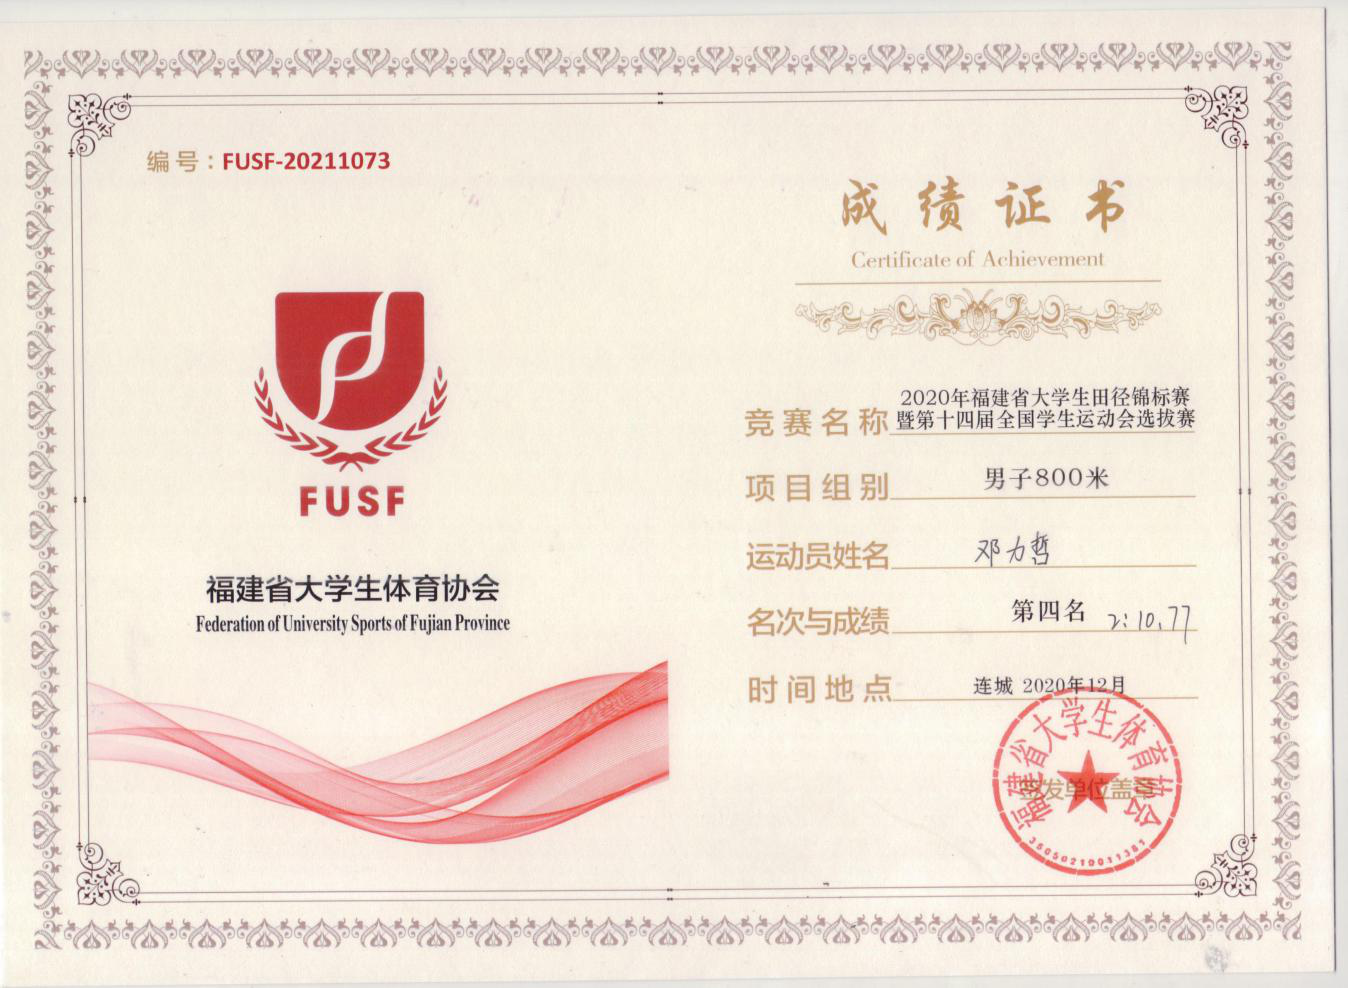 编号：FUSF-20211073
成绩证书
Certificate of Achievement
FUSF
福建省大学生体育协会
Federation of University Sports of Fujian Province
竞赛名称 2020年福建省大学生田径锦标赛
暨第十四届全国学生运动会选拔赛
项目组别 男子800米
运动员姓名 邓力哲
名次与成绩 第四名 2:10.77
时间地点 连城 2020年12月
签发单位盖章
福建省大学生体育协会